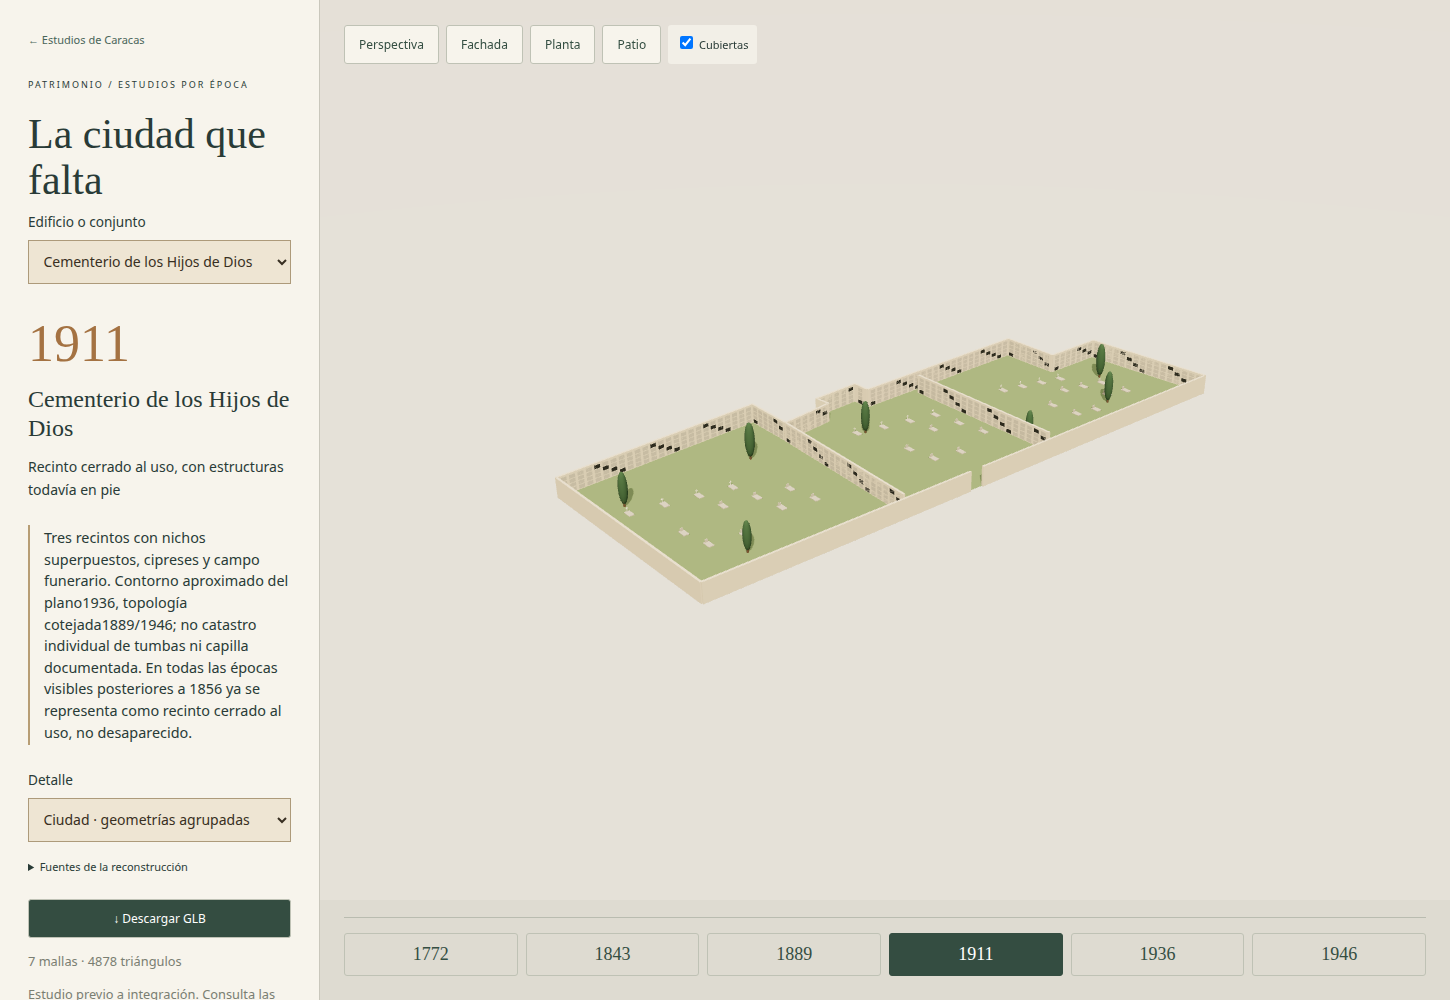 ← Estudios de Caracas
PATRIMONIO / ESTUDIOS POR ÉPOCA
La ciudad que
falta
Edificio o conjunto
Cementerio de los Hijos de Dios
1911
Cementerio de los Hijos de
Dios
Recinto cerrado al uso, con estructuras
todavía en pie
Tres recintos con nichos
superpuestos, cipreses y campo
funerario. Contorno aproximado del
plano1936, topología
cotejada1889/1946; no catastro
individual de tumbas ni capilla
documentada. En todas las épocas
visibles posteriores a 1856 ya se
representa como recinto cerrado al
uso, no desaparecido.
Detalle
Ciudad · geometrías agrupadas
▶ Fuentes de la reconstrucción
↓ Descargar GLB
7 mallas · 4878 triángulos
Estudio previo a integración. Consulta las
Perspectiva
Fachada
Planta
Patio
Cubiertas
1772
1843
1889
1911
1936
1946